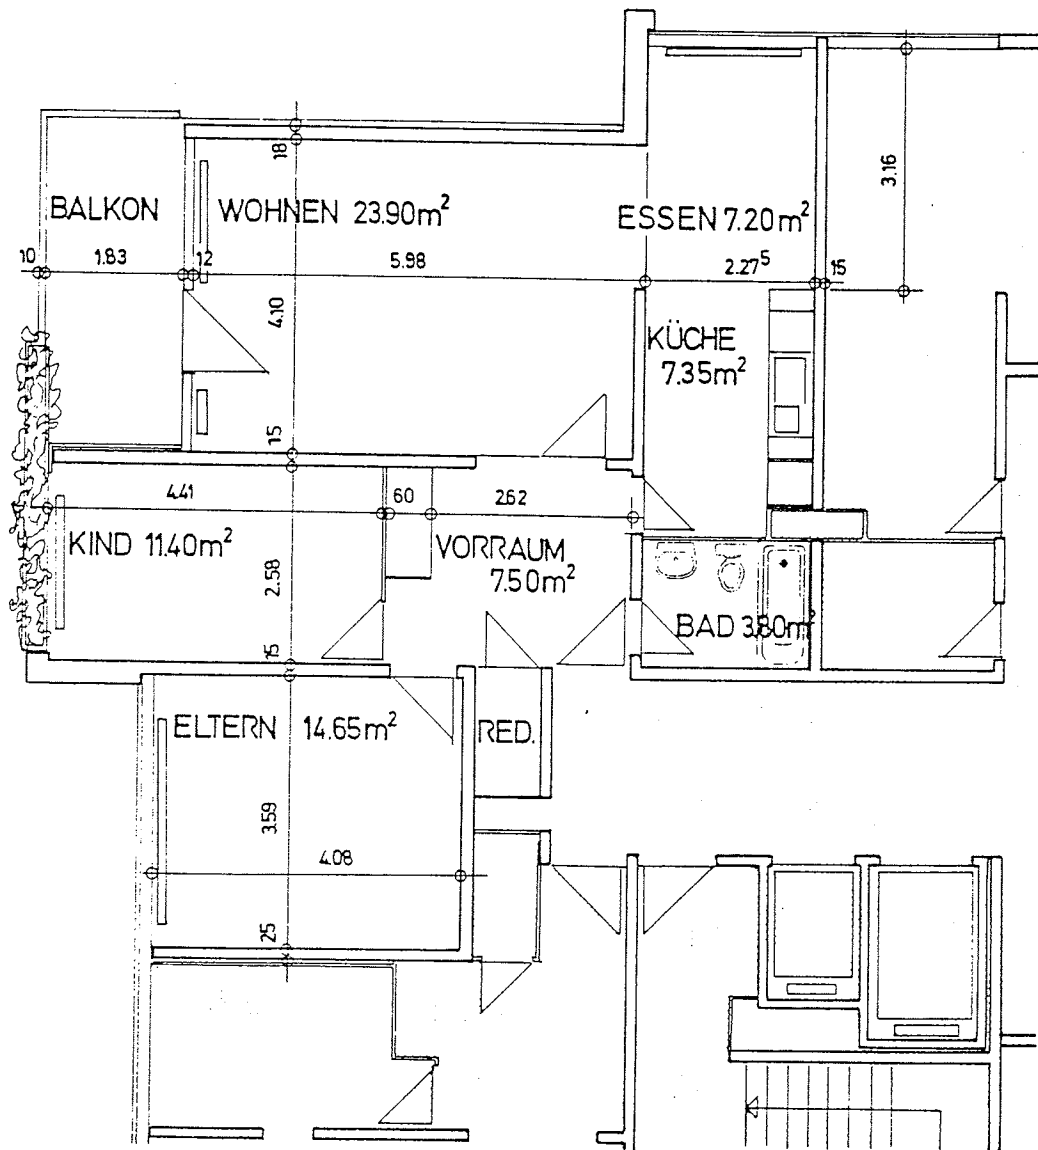 18
3.16
BALKON
WOHNEN 23.90m²
ESSEN 7.20m²
10
1.83
12
5.98
2.27⁵
15
4.10
KÜCHE
7.35m²
15
4.41
60
2.62
KIND 11.40m²
VORRAUM
7.50m²
2.58
BAD 3.80m²
15
ELTERN 14.65m²
RED.
3.59
4.08
25